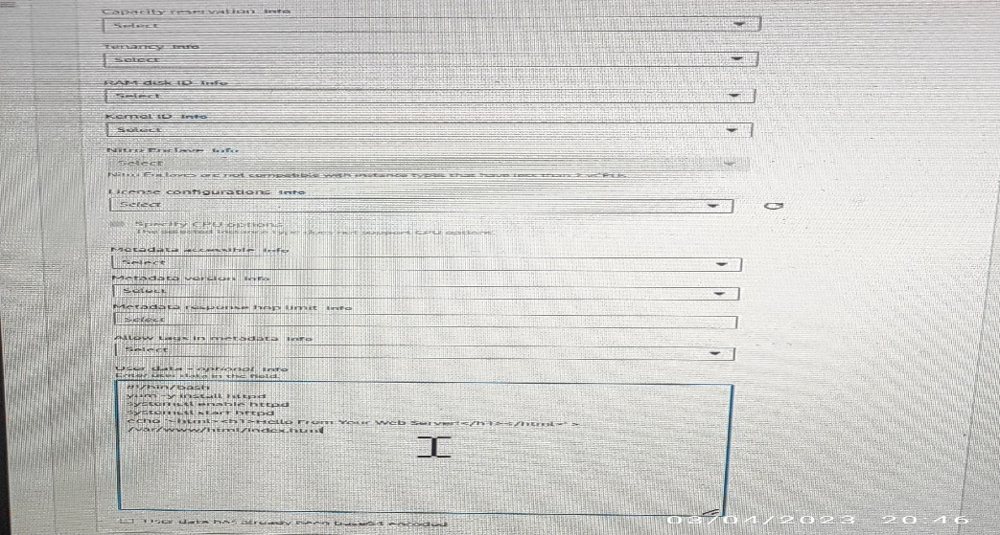 Capacity reservation Info
Select
Tenancy Info
Select
RAM disk ID Info
Select
Kernel ID Info
Select
Nitro Enclave Info
Select
Nitro Enclaves are not compatible with instance types that have less than 2 vCPUs.
License configurations Info
Select
Specify CPU options
The selected instance type does not support CPU options.
Metadata accessible Info
Select
Metadata version Info
Select
Metadata response hop limit Info
Select
Allow tags in metadata Info
Select
User data - optional Info
Enter user data in the field.
#!/bin/bash
yum -y install httpd
systemctl enable httpd
systemctl start httpd
echo '<html><h1>Hello From Your Web Server!</h1></html>' >
/var/www/html/index.html
User data has already been base64 encoded
03/04/2023 20:46